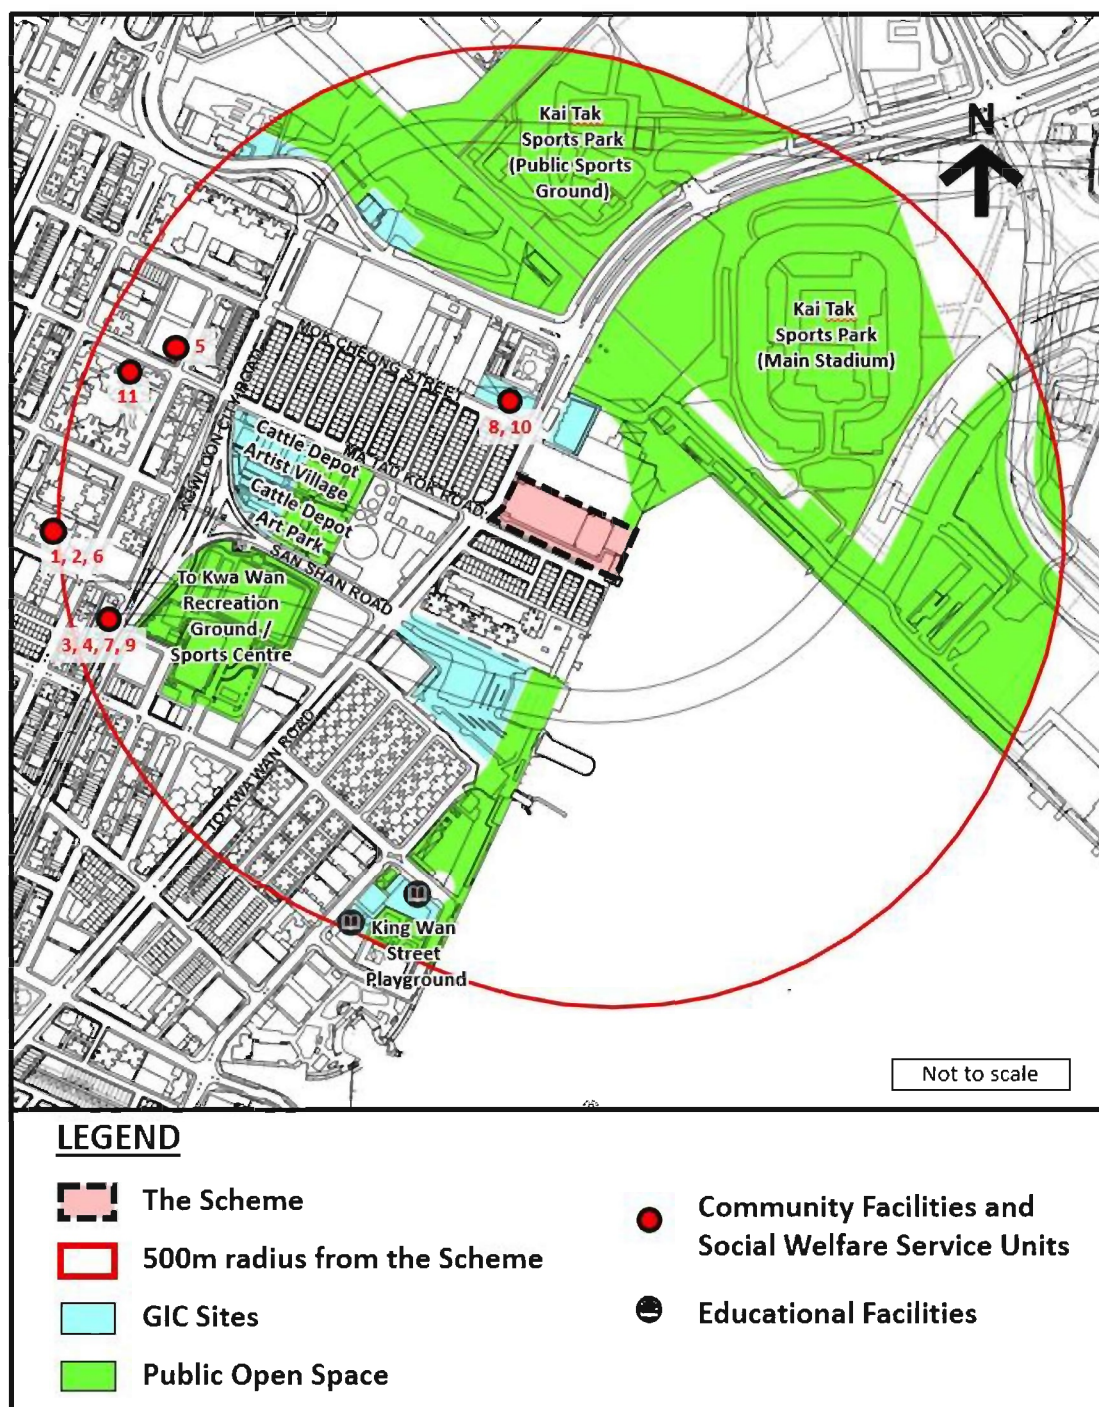 Kai Tak
Sports Park
(Public Sports
Ground)
N
Kai Tak
Sports Park
(Main Stadium)
5
11
MOK CHEONG STREET
8, 10
KOWLOON CITY ROAD
Cattle Depot
Artist Village
Cattle Depot
Art Park
MA TAU KOK ROAD
1, 2, 6
SAN SHAN ROAD
To Kwa Wan
Recreation
Ground /
Sports Centre
3, 4, 7, 9
TO KWA WAN ROAD
King Wan
Street
Playground
Not to scale
LEGEND
The Scheme
500m radius from the Scheme
GIC Sites
Public Open Space
Community Facilities and
Social Welfare Service Units
Educational Facilities